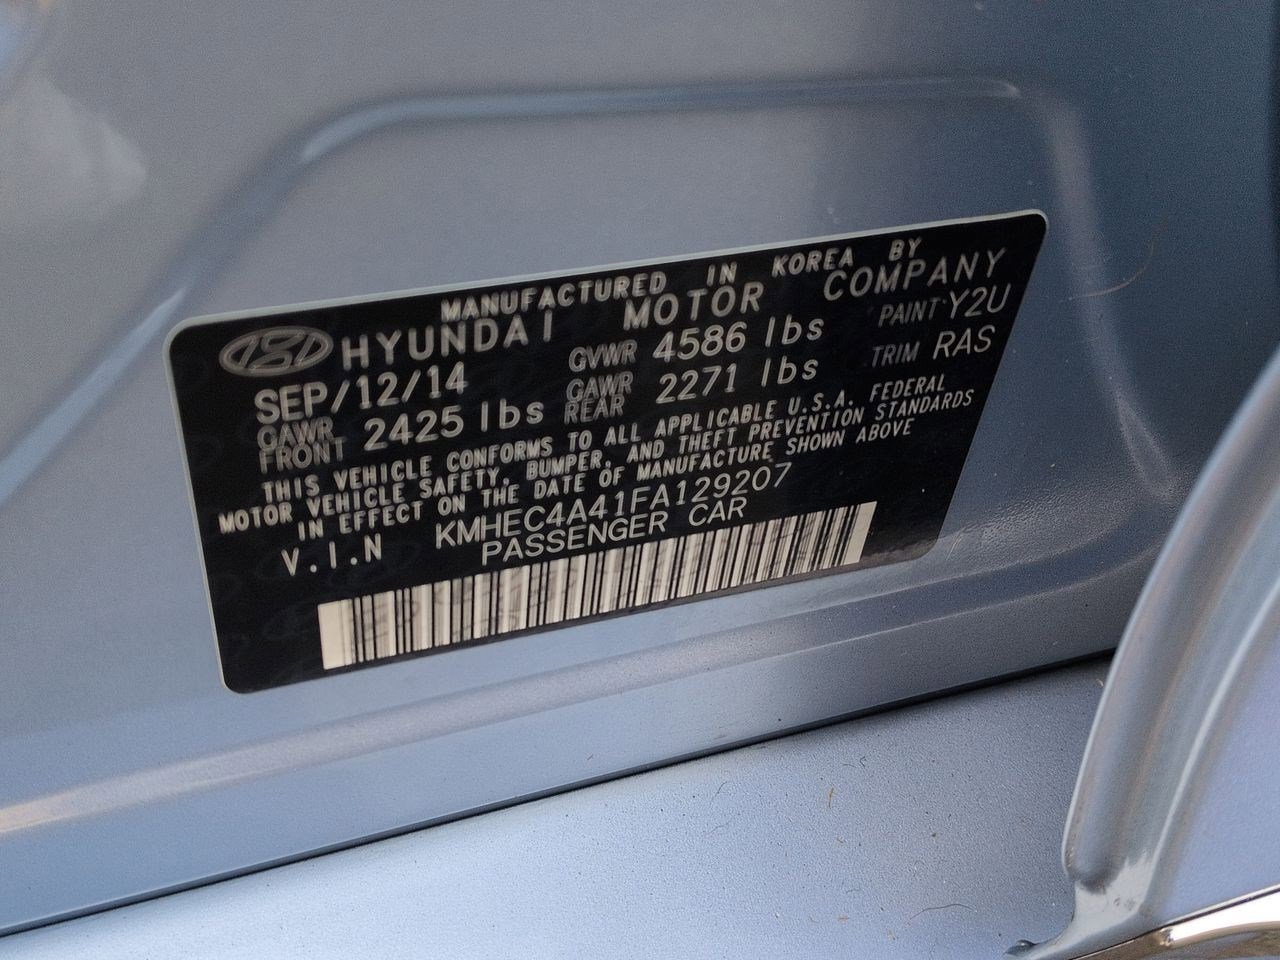 MANUFACTURED IN KOREA BY
HYUNDAI MOTOR COMPANY
SEP/12/14 GVWR 4586 lbs PAINT Y2U
GAWR FRONT 2425 lbs GAWR REAR 2271 lbs TRIM RAS
THIS VEHICLE CONFORMS TO ALL APPLICABLE U.S.A. FEDERAL
MOTOR VEHICLE SAFETY, BUMPER, AND THEFT PREVENTION STANDARDS
IN EFFECT ON THE DATE OF MANUFACTURE SHOWN ABOVE
V.I.N KMHEC4A41FA129207
PASSENGER CAR